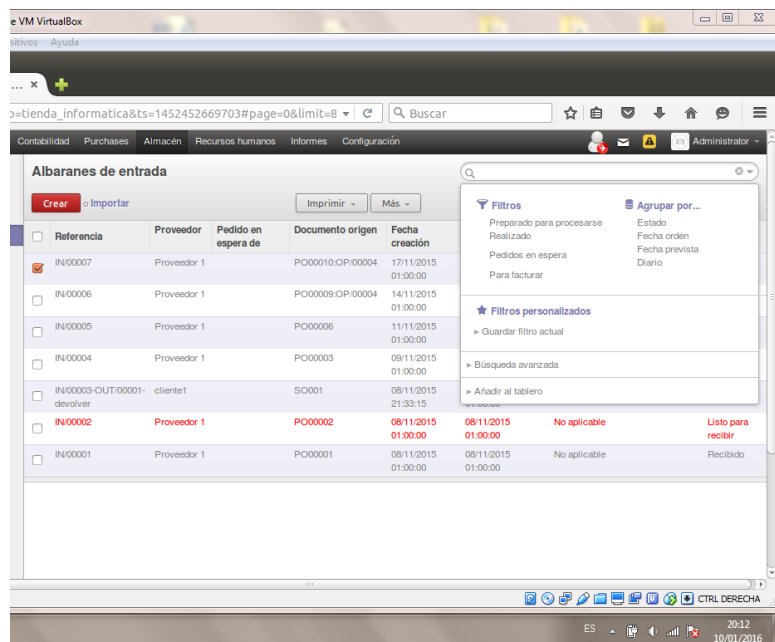 e VM VirtualBox
sitivos Ayuda
... ×
o=tienda_informatica&ts=1452452669703#page=0&limit=8
Buscar
Contabilidad Purchases Almacén Recursos humanos Informes Configuración
Administrator
Albaranes de entrada
Crear o Importar
Imprimir Más
Filtros
Preparado para procesarse
Realizado
Pedidos en espera
Para facturar
Agrupar por...
Estado
Fecha orden
Fecha prevista
Diario
Filtros personalizados
Guardar filtro actual
Búsqueda avanzada
Añadir al tablero
Referencia Proveedor Pedido en espera de Documento origen Fecha creación
IN/00007 Proveedor 1 PO00010:OP/00004 17/11/2015 01:00:00
IN/00006 Proveedor 1 PO00009:OP/00004 14/11/2015 01:00:00
IN/00005 Proveedor 1 PO00006 11/11/2015 01:00:00
IN/00004 Proveedor 1 PO00003 09/11/2015 01:00:00
IN/00003-OUT/00001-devolver cliente1 SO001 08/11/2015 21:33:15
IN/00002 Proveedor 1 PO00002 08/11/2015 01:00:00 08/11/2015 01:00:00 No aplicable Listo para recibir
IN/00001 Proveedor 1 PO00001 08/11/2015 01:00:00 08/11/2015 01:00:00 No aplicable Recibido
CTRL DERECHA
ES
20:12
10/01/2016